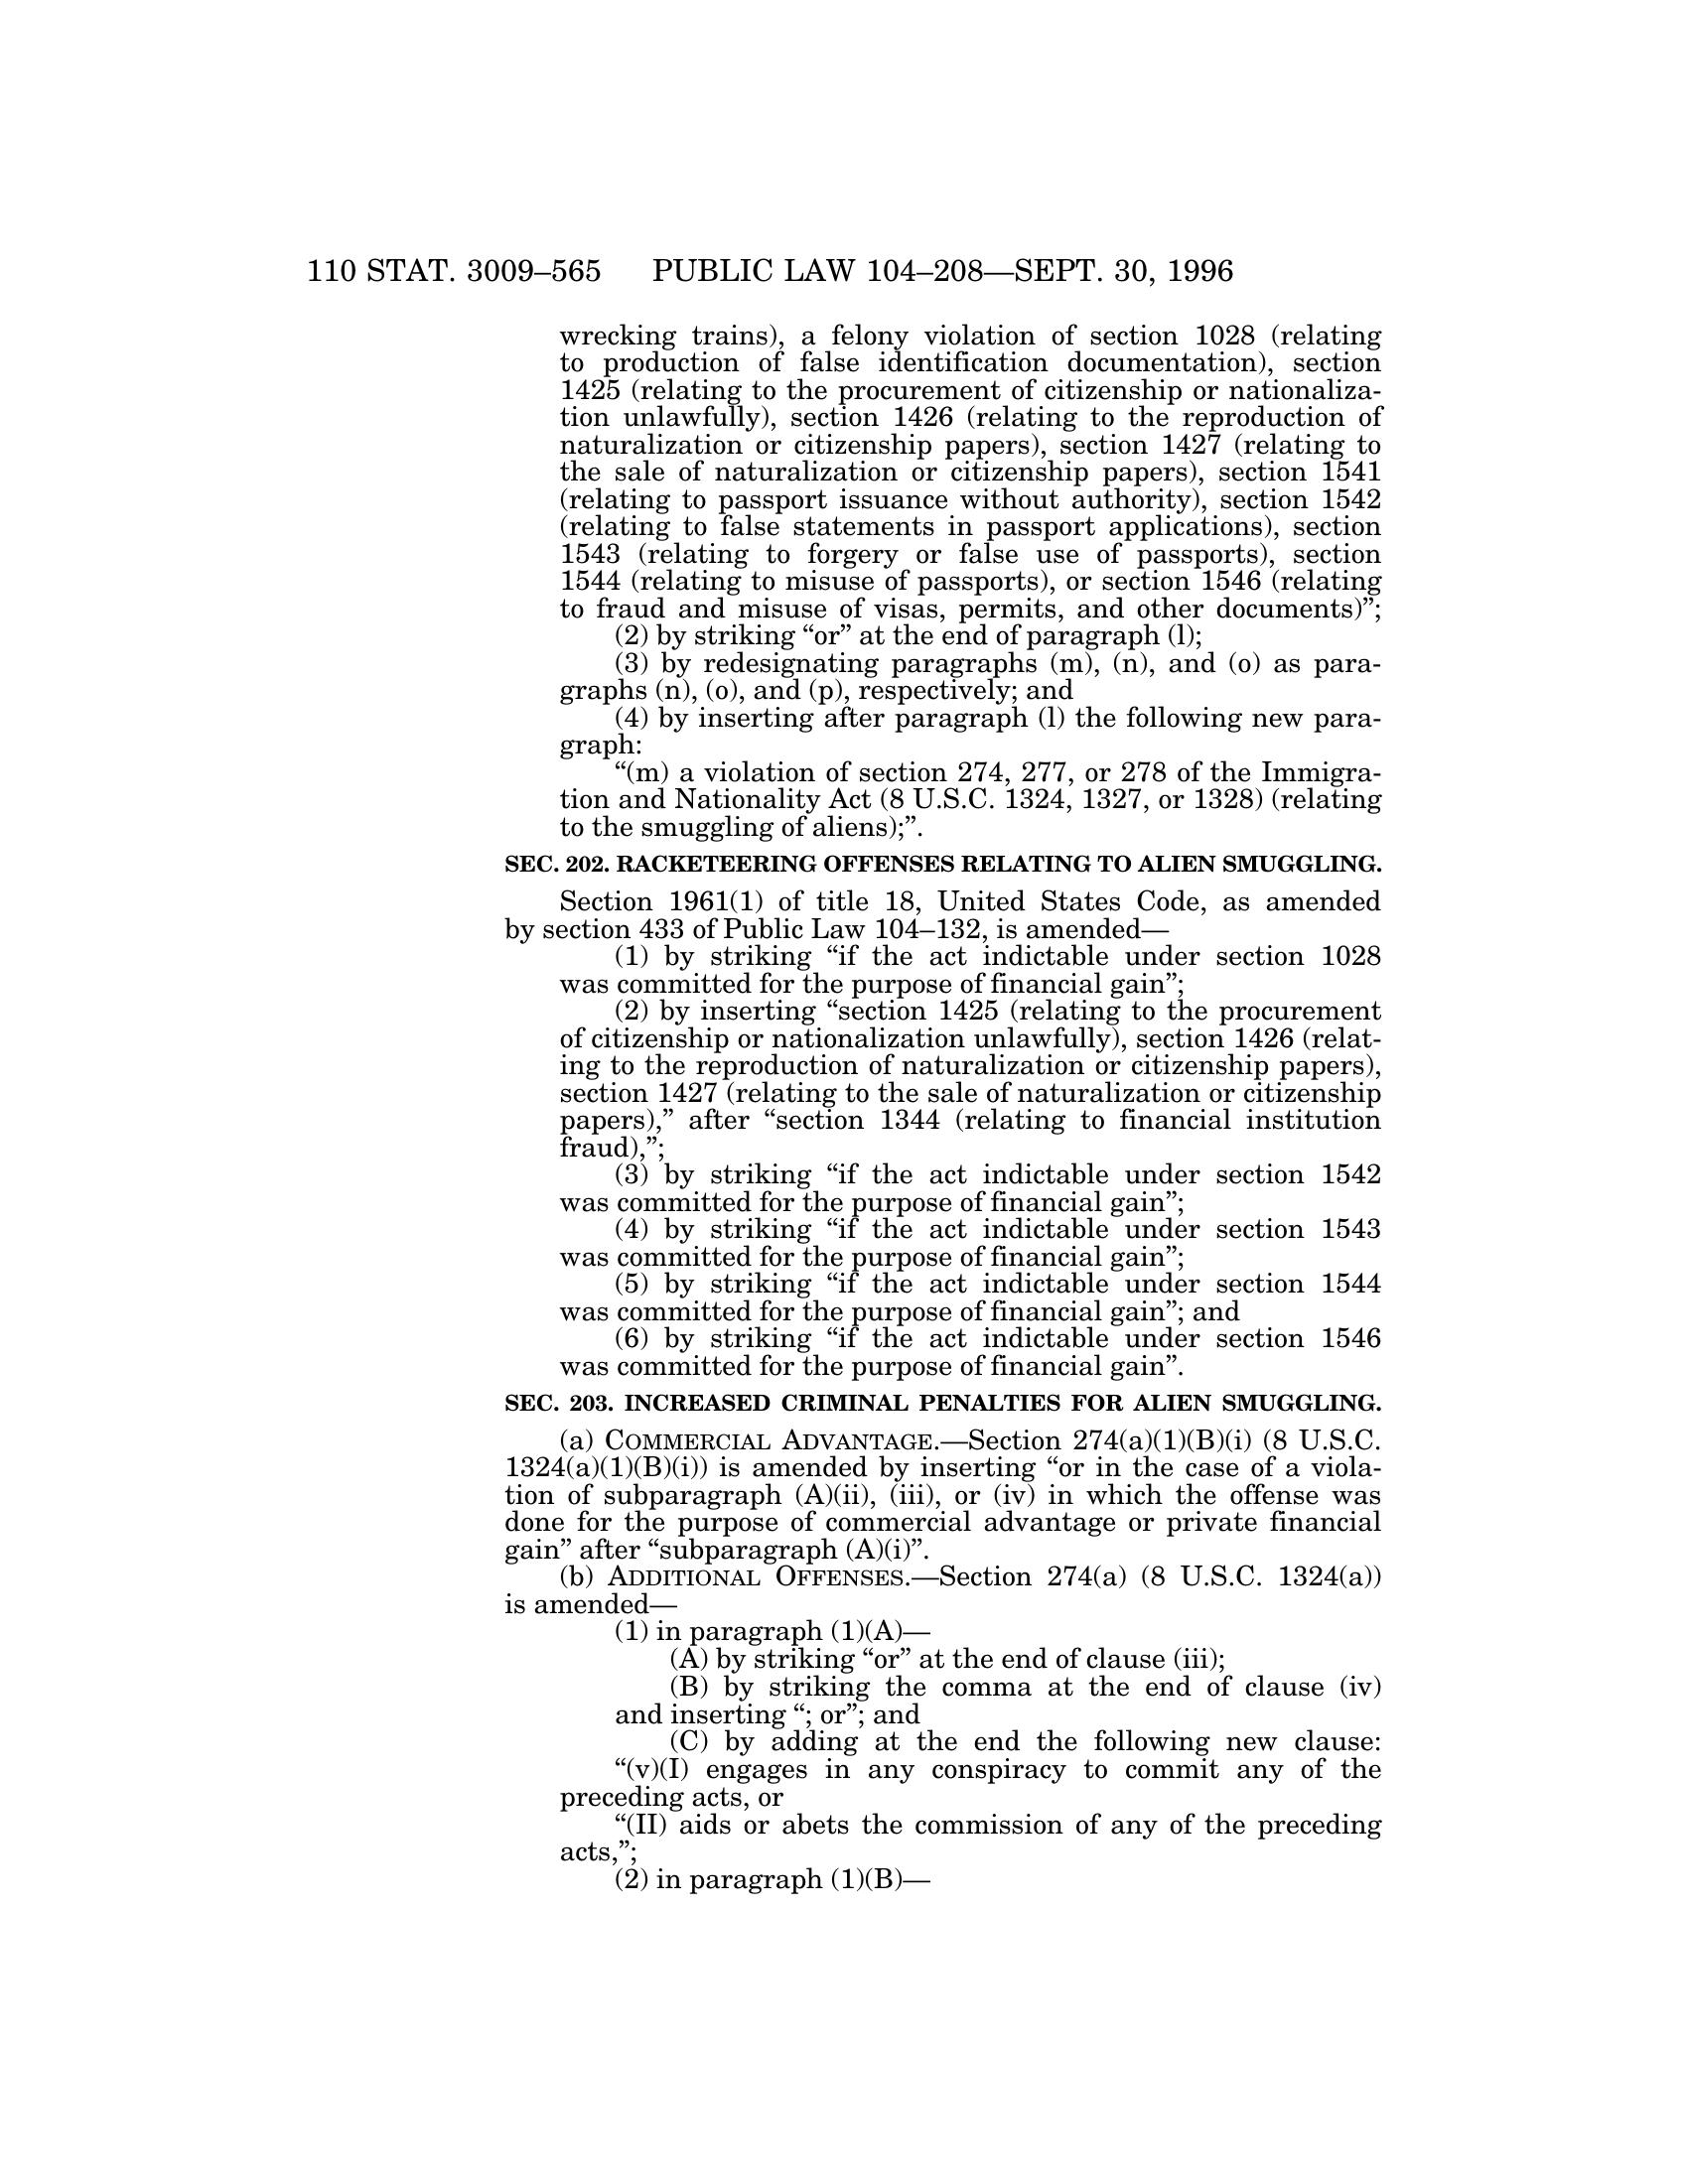 110 STAT. 3009–565 PUBLIC LAW 104–208—SEPT. 30, 1996
wrecking trains), a felony violation of section 1028 (relating
to production of false identification documentation), section
1425 (relating to the procurement of citizenship or nationaliza-
tion unlawfully), section 1426 (relating to the reproduction of
naturalization or citizenship papers), section 1427 (relating to
the sale of naturalization or citizenship papers), section 1541
(relating to passport issuance without authority), section 1542
(relating to false statements in passport applications), section
1543 (relating to forgery or false use of passports), section
1544 (relating to misuse of passports), or section 1546 (relating
to fraud and misuse of visas, permits, and other documents)”;
(2) by striking “or” at the end of paragraph (l);
(3) by redesignating paragraphs (m), (n), and (o) as para-
graphs (n), (o), and (p), respectively; and
(4) by inserting after paragraph (l) the following new para-
graph:
“(m) a violation of section 274, 277, or 278 of the Immigra-
tion and Nationality Act (8 U.S.C. 1324, 1327, or 1328) (relating
to the smuggling of aliens);”.
SEC. 202. RACKETEERING OFFENSES RELATING TO ALIEN SMUGGLING.
Section 1961(1) of title 18, United States Code, as amended
by section 433 of Public Law 104–132, is amended—
(1) by striking “if the act indictable under section 1028
was committed for the purpose of financial gain”;
(2) by inserting “section 1425 (relating to the procurement
of citizenship or nationalization unlawfully), section 1426 (relat-
ing to the reproduction of naturalization or citizenship papers),
section 1427 (relating to the sale of naturalization or citizenship
papers),” after “section 1344 (relating to financial institution
fraud),”;
(3) by striking “if the act indictable under section 1542
was committed for the purpose of financial gain”;
(4) by striking “if the act indictable under section 1543
was committed for the purpose of financial gain”;
(5) by striking “if the act indictable under section 1544
was committed for the purpose of financial gain”; and
(6) by striking “if the act indictable under section 1546
was committed for the purpose of financial gain”.
SEC. 203. INCREASED CRIMINAL PENALTIES FOR ALIEN SMUGGLING.
(a) COMMERCIAL ADVANTAGE.—Section 274(a)(1)(B)(i) (8 U.S.C.
1324(a)(1)(B)(i)) is amended by inserting “or in the case of a viola-
tion of subparagraph (A)(ii), (iii), or (iv) in which the offense was
done for the purpose of commercial advantage or private financial
gain” after “subparagraph (A)(i)”.
(b) ADDITIONAL OFFENSES.—Section 274(a) (8 U.S.C. 1324(a))
is amended—
(1) in paragraph (1)(A)—
(A) by striking “or” at the end of clause (iii);
(B) by striking the comma at the end of clause (iv)
and inserting “; or”; and
(C) by adding at the end the following new clause:
“(v)(I) engages in any conspiracy to commit any of the
preceding acts, or
“(II) aids or abets the commission of any of the preceding
acts,”;
(2) in paragraph (1)(B)—